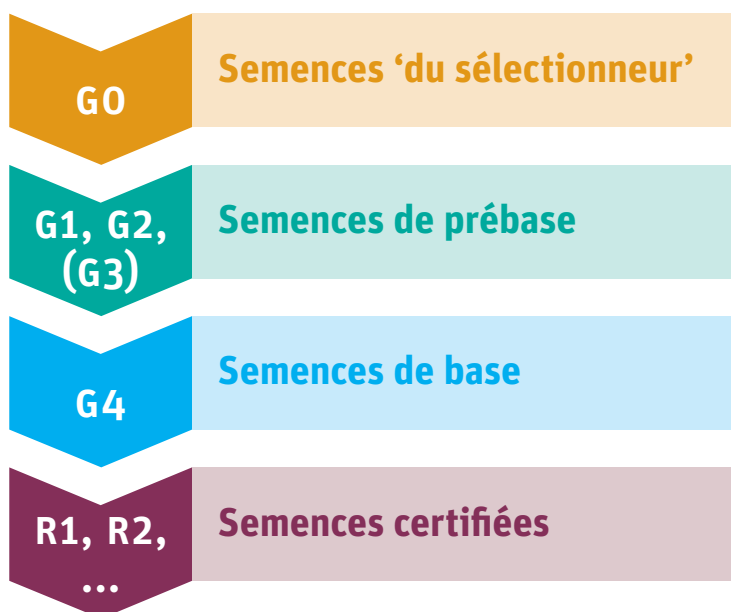 G0
Semences ‘du sélectionneur’
G1, G2,
(G3)
Semences de prébase
G4
Semences de base
R1, R2,
...
Semences certifiées